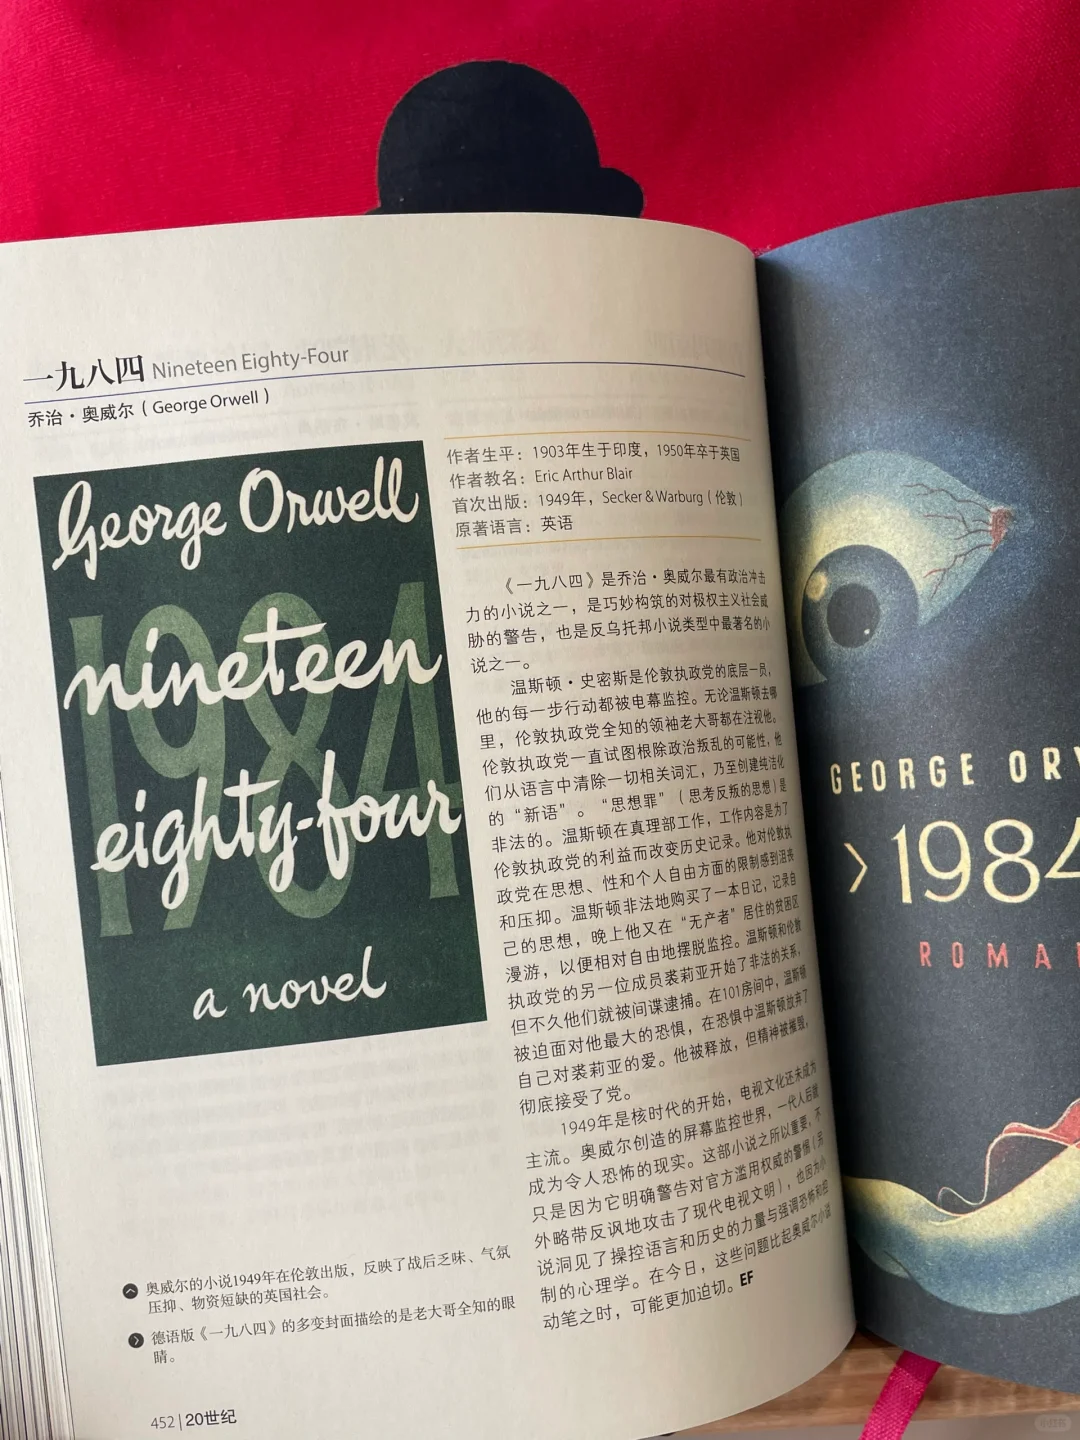 一九八四 Nineteen Eighty-Four
乔治·奥威尔（George Orwell）
George Orwell
1984
nineteen
eighty-four
a novel
作者生平：1903年生于印度，1950年卒于英国
作者教名：Eric Arthur Blair
首次出版：1949年，Secker & Warburg（伦敦）
原著语言：英语
《一九八四》是乔治·奥威尔最有政治冲击
力的小说之一，是巧妙构筑的对极权主义社会威
胁的警告，也是反乌托邦小说类型中最著名的小
说之一。
温斯顿·史密斯是伦敦执政党的底层一员，
他的每一步行动都被电幕监控。无论温斯顿去哪
里，伦敦执政党全知的领袖老大哥都在注视他。
伦敦执政党一直试图根除政治叛乱的可能性，他
们从语言中清除一切相关词汇，乃至创建纯洁化
的“新语”。“思想罪”（思考反叛的思想）是
非法的。温斯顿在真理部工作，工作内容是为了
伦敦执政党的利益而改变历史记录。他对伦敦执
政党在思想、性和个人自由方面的限制感到沮丧
和压抑。温斯顿非法地购买了一本日记，记录自
己的思想，晚上他又在“无产者”居住的贫困区
漫游，以便相对自由地摆脱监控。温斯顿和伦敦
执政党的另一位成员裘莉亚开始了非法的关系，
但不久他们就被间谍逮捕。在101房间中，温斯顿
被迫面对他最大的恐惧，在恐惧中温斯顿放弃了
自己对裘莉亚的爱。他被释放，但精神被摧毁，
彻底接受了党。
1949年是核时代的开始，电视文化还未成为
主流。奥威尔创造的屏幕监控世界，一代人后就
成为令人恐怖的现实。这部小说之所以重要，不
只是因为它明确警告对官方滥用权威的警惕（另
外略带反讽地攻击了现代电视文明），也因为小
说洞见了操控语言和历史的力量与强调恐怖和控
制的心理学。在今日，这些问题比起奥威尔小说
动笔之时，可能更加迫切。EF
奥威尔的小说1949年在伦敦出版，反映了战后乏味、气氛
压抑、物资短缺的英国社会。
德语版《一九八四》的多变封面描绘的是老大哥全知的眼
睛。
452 | 20世纪
GEORGE ORW
>1984
ROMAN
小红书